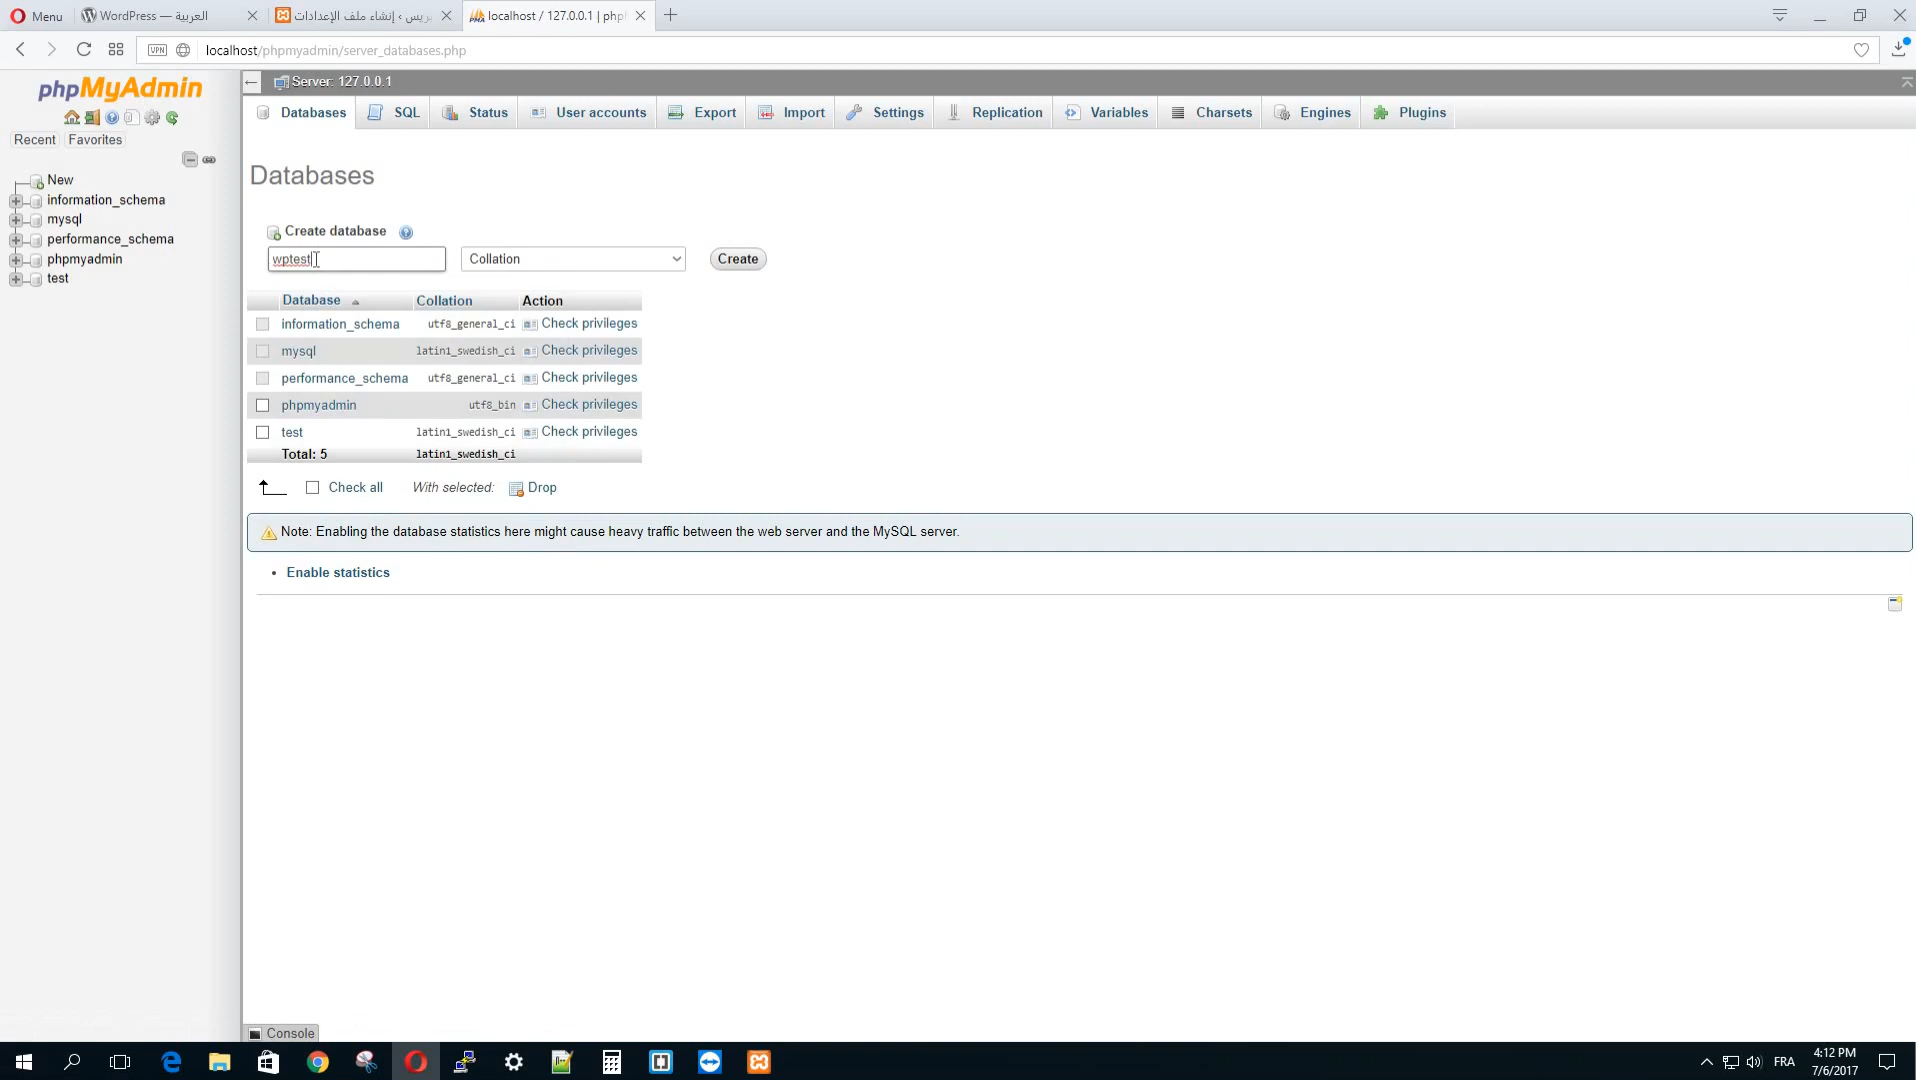 Menu
WordPress — العربية
بريس › إنشاء ملف الإعدادات
localhost / 127.0.0.1 | php
VPN
localhost/phpmyadmin/server_databases.php
phpMyAdmin
Recent
Favorites
New
information_schema
mysql
performance_schema
phpmyadmin
test
Server: 127.0.0.1
Databases
SQL
Status
User accounts
Export
Import
Settings
Replication
Variables
Charsets
Engines
Plugins
Databases
Create database
wptest
Collation
Create
Database Collation Action
information_schema utf8_general_ci Check privileges
mysql latin1_swedish_ci Check privileges
performance_schema utf8_general_ci Check privileges
phpmyadmin utf8_bin Check privileges
test latin1_swedish_ci Check privileges
Total: 5 latin1_swedish_ci
Check all With selected: Drop
Note: Enabling the database statistics here might cause heavy traffic between the web server and the MySQL server.
• Enable statistics
Console
FRA
4:12 PM
7/6/2017